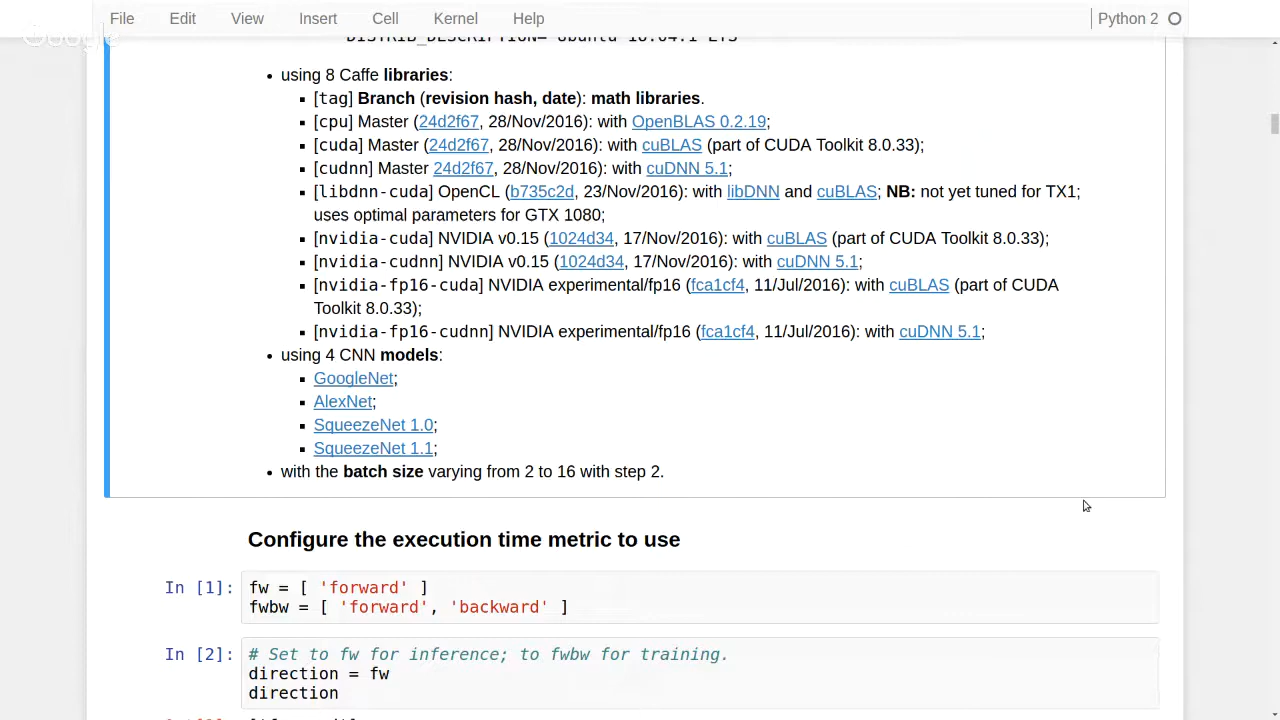 File Edit View Insert Cell Kernel Help Python 2
Google
DISTRIB_DESCRIPTION="Ubuntu 16.04.1 LTS"
• using 8 Caffe libraries:
▪ [tag] Branch (revision hash, date): math libraries.
▪ [cpu] Master (24d2f67, 28/Nov/2016): with OpenBLAS 0.2.19;
▪ [cuda] Master (24d2f67, 28/Nov/2016): with cuBLAS (part of CUDA Toolkit 8.0.33);
▪ [cudnn] Master 24d2f67, 28/Nov/2016): with cuDNN 5.1;
▪ [libdnn-cuda] OpenCL (b735c2d, 23/Nov/2016): with libDNN and cuBLAS; NB: not yet tuned for TX1;
uses optimal parameters for GTX 1080;
▪ [nvidia-cuda] NVIDIA v0.15 (1024d34, 17/Nov/2016): with cuBLAS (part of CUDA Toolkit 8.0.33);
▪ [nvidia-cudnn] NVIDIA v0.15 (1024d34, 17/Nov/2016): with cuDNN 5.1;
▪ [nvidia-fp16-cuda] NVIDIA experimental/fp16 (fca1cf4, 11/Jul/2016): with cuBLAS (part of CUDA
Toolkit 8.0.33);
▪ [nvidia-fp16-cudnn] NVIDIA experimental/fp16 (fca1cf4, 11/Jul/2016): with cuDNN 5.1;
• using 4 CNN models:
▪ GoogleNet;
▪ AlexNet;
▪ SqueezeNet 1.0;
▪ SqueezeNet 1.1;
• with the batch size varying from 2 to 16 with step 2.
Configure the execution time metric to use
In [1]: fw = [ 'forward' ]
fwbw = [ 'forward', 'backward' ]
In [2]: # Set to fw for inference; to fwbw for training.
direction = fw
direction